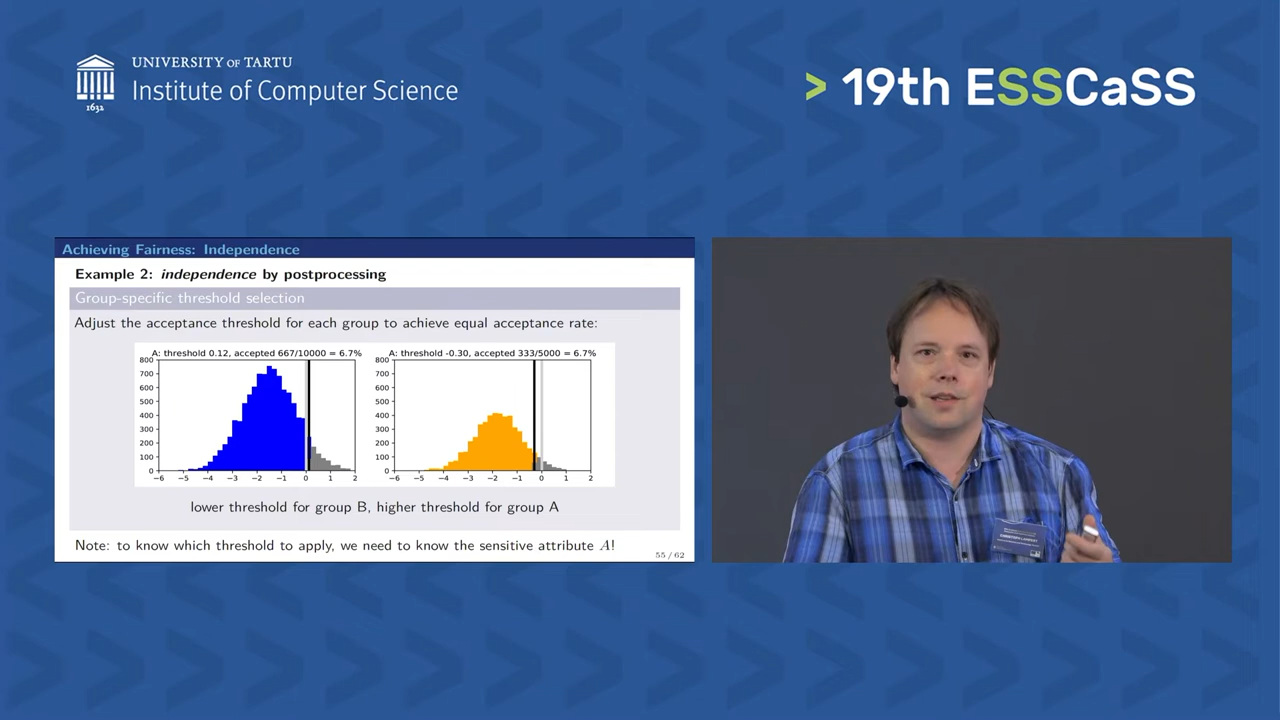 UNIVERSITY OF TARTU
Institute of Computer Science
1632
> 19th ESSCaSS
Achieving Fairness: Independence
Example 2: independence by postprocessing
Group-specific threshold selection
Adjust the acceptance threshold for each group to achieve equal acceptance rate:
A: threshold 0.12, accepted 667/10000 = 6.7%
800
700
600
500
400
300
200
100
0
−6 −5 −4 −3 −2 −1 0 1 2
A: threshold -0.30, accepted 333/5000 = 6.7%
800
700
600
500
400
300
200
100
0
−6 −5 −4 −3 −2 −1 0 1 2
lower threshold for group B, higher threshold for group A
Note: to know which threshold to apply, we need to know the sensitive attribute A!
55 / 62